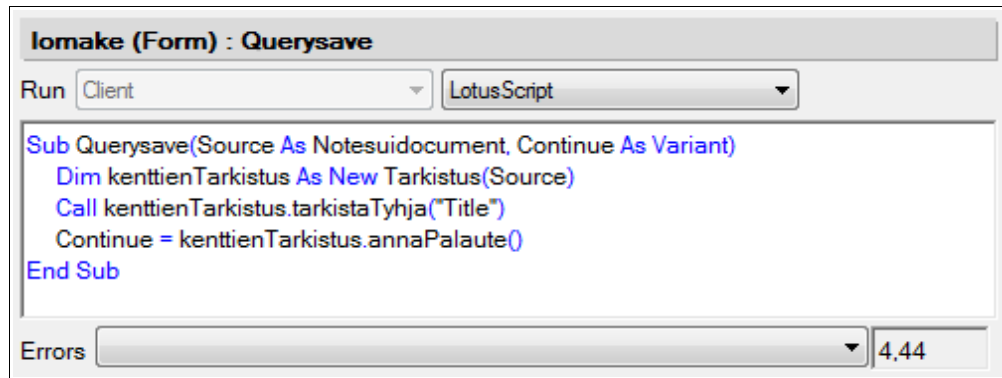 lomake (Form) : Querysave
Run Client LotusScript
Sub Querysave(Source As Notesuidocument, Continue As Variant)
Dim kenttienTarkistus As New Tarkistus(Source)
Call kenttienTarkistus.tarkistaTyhja("Title")
Continue = kenttienTarkistus.annaPalaute()
End Sub
Errors 4,44